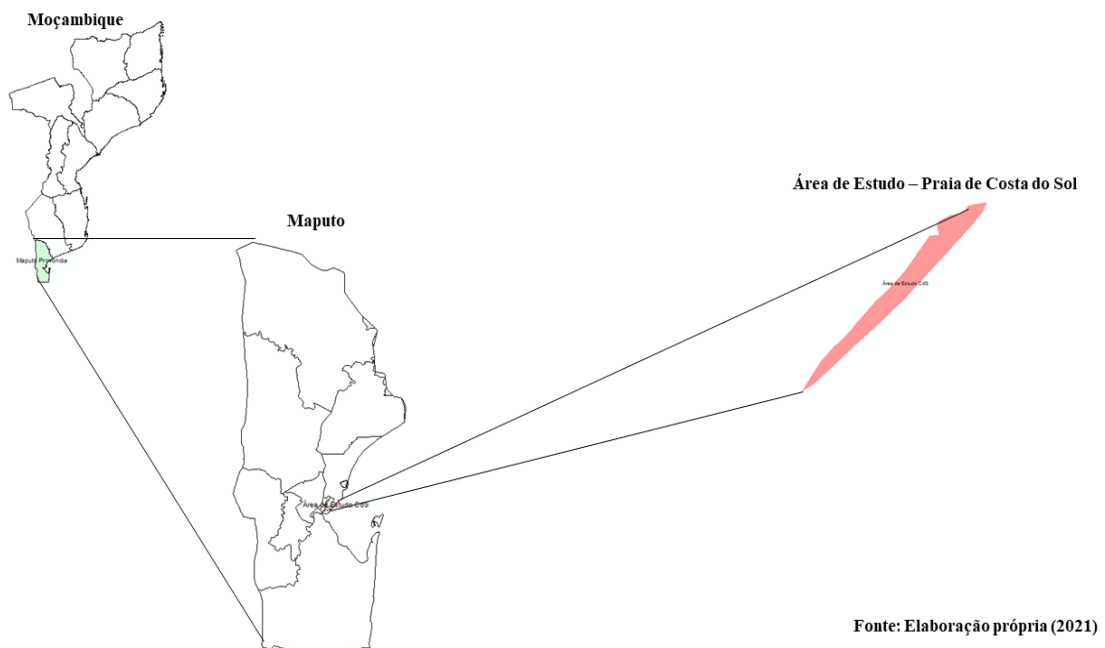 Moçambique
Área de Estudo – Praia de Costa do Sol
Maputo
Maputo Provincia
Área de Estudo CdS
Área de Estudo CdS
Fonte: Elaboração própria (2021)